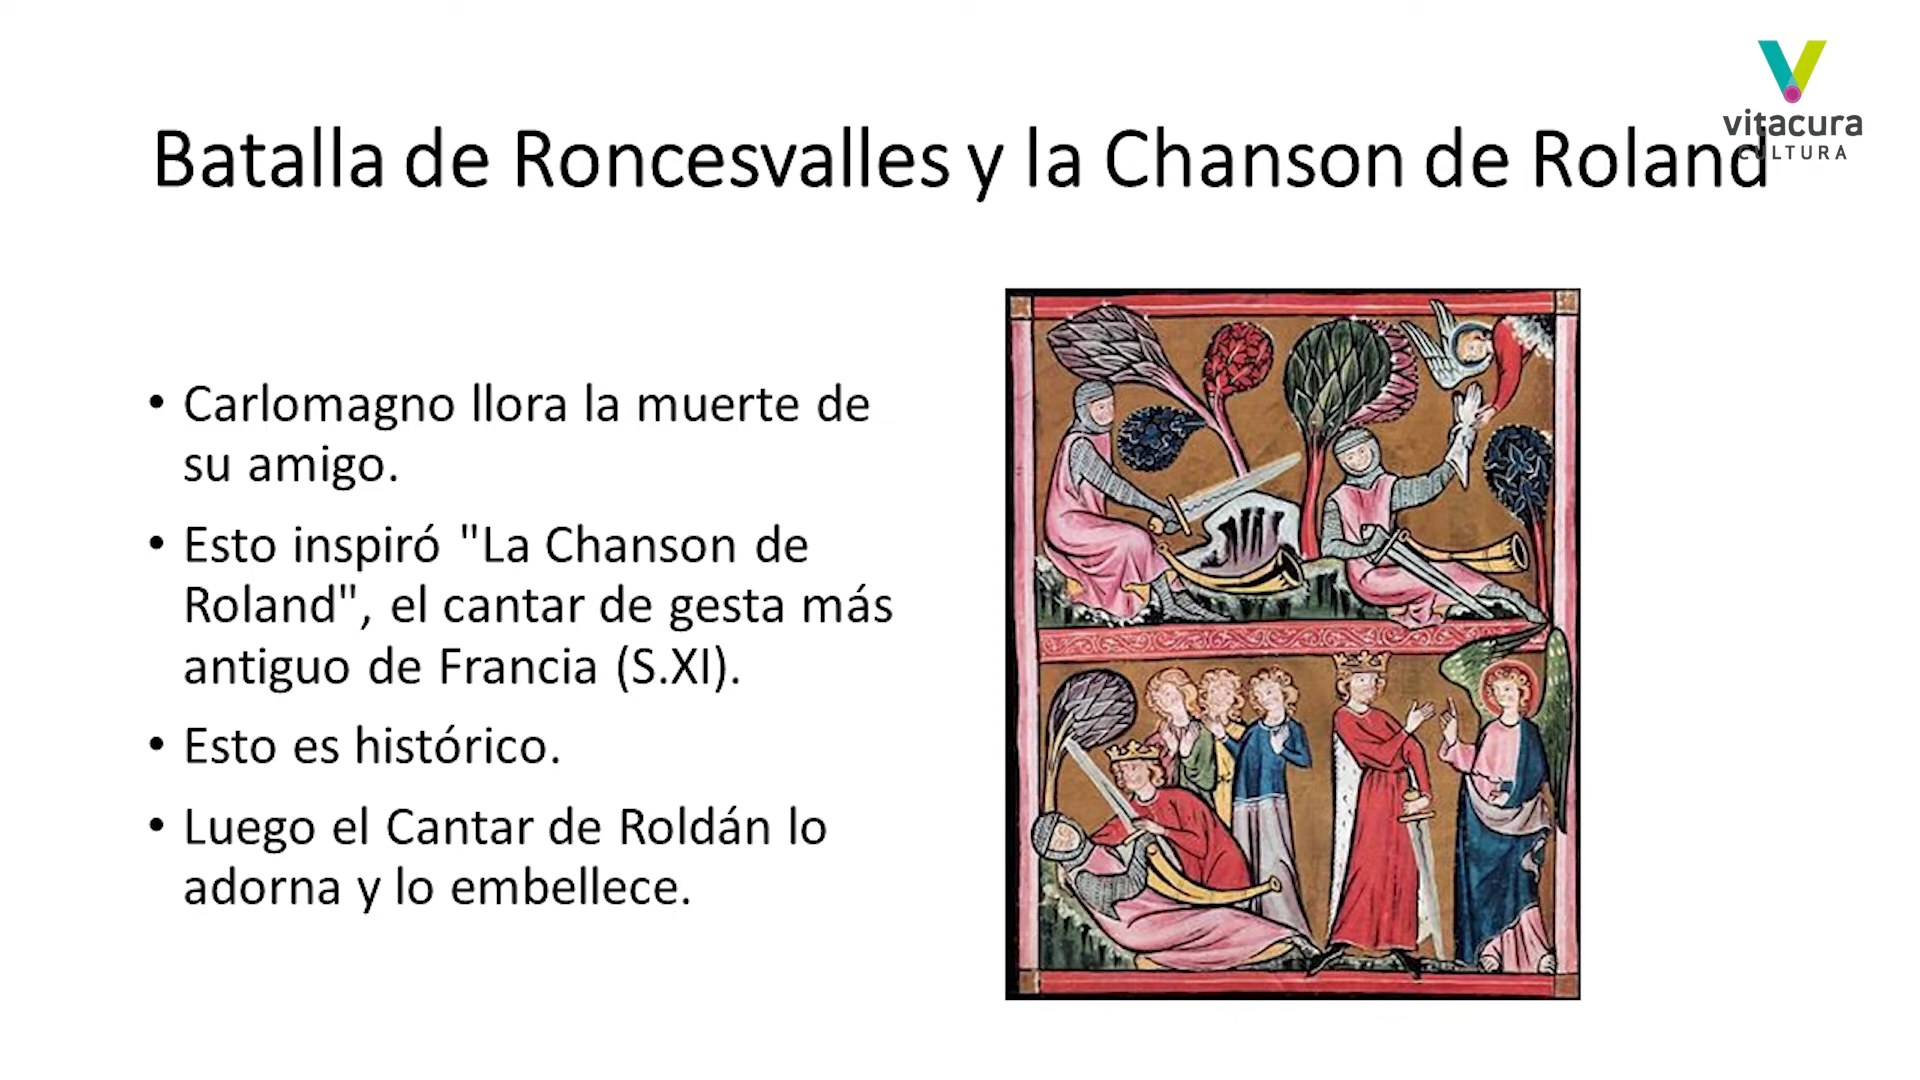 vitacura
CULTURA
Batalla de Roncesvalles y la Chanson de Roland
• Carlomagno llora la muerte de
su amigo.
• Esto inspiró "La Chanson de
Roland", el cantar de gesta más
antiguo de Francia (S.XI).
• Esto es histórico.
• Luego el Cantar de Roldán lo
adorna y lo embellece.